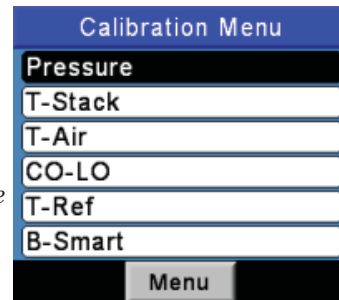 Calibration Menu
Pressure
T-Stack
T-Air
CO-LO
e
T-Ref
B-Smart
Menu